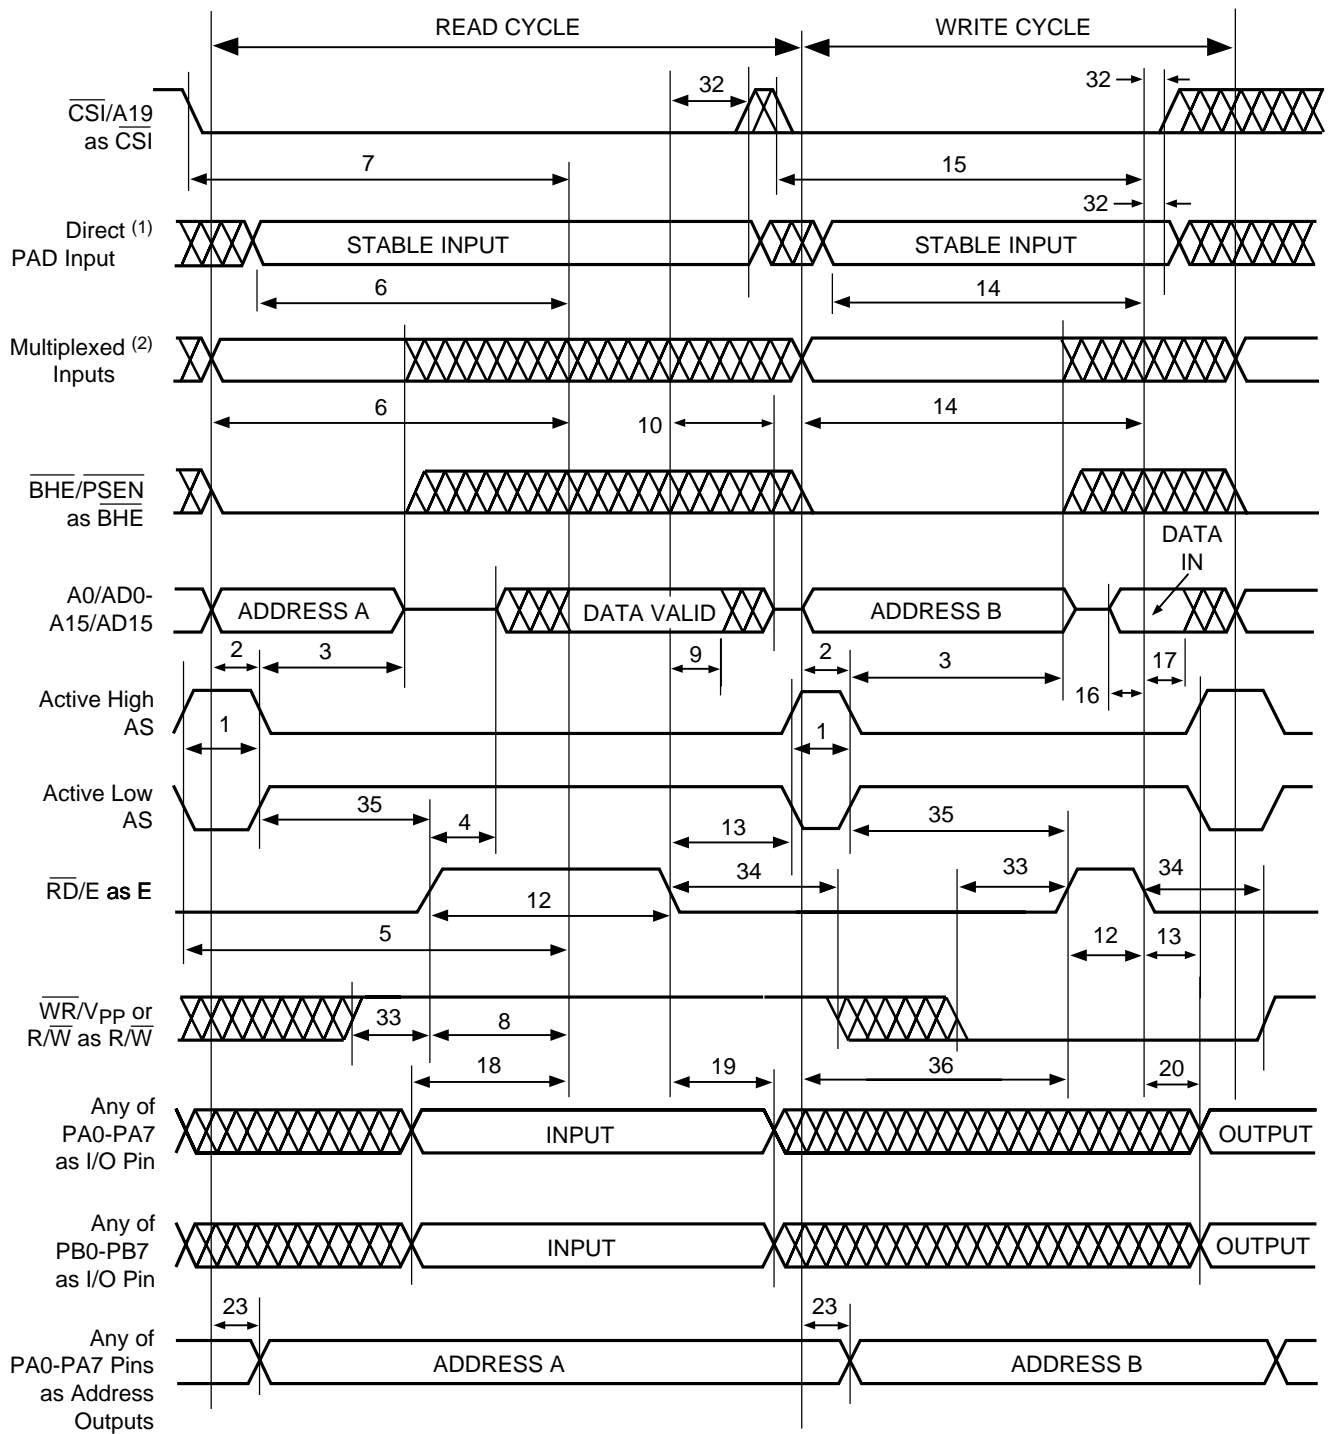 READ CYCLE
WRITE CYCLE
32
32
CSI/A19
as CSI
7
15
32
Direct (1)
PAD Input
STABLE INPUT
STABLE INPUT
6
14
Multiplexed (2)
Inputs
6
10
14
BHE/PSEN
as BHE
DATA
IN
A0/AD0-
A15/AD15
ADDRESS A
DATA VALID
ADDRESS B
2
3
9
2
3
16
17
Active High
AS
1
1
Active Low
AS
35
4
13
35
RD/E as E
12
34
33
34
5
12
13
WR/VPP or
R/W as R/W
33
8
18
19
36
20
Any of
PA0-PA7
as I/O Pin
INPUT
OUTPUT
Any of
PB0-PB7
as I/O Pin
INPUT
OUTPUT
23
23
Any of
PA0-PA7 Pins
as Address
Outputs
ADDRESS A
ADDRESS B